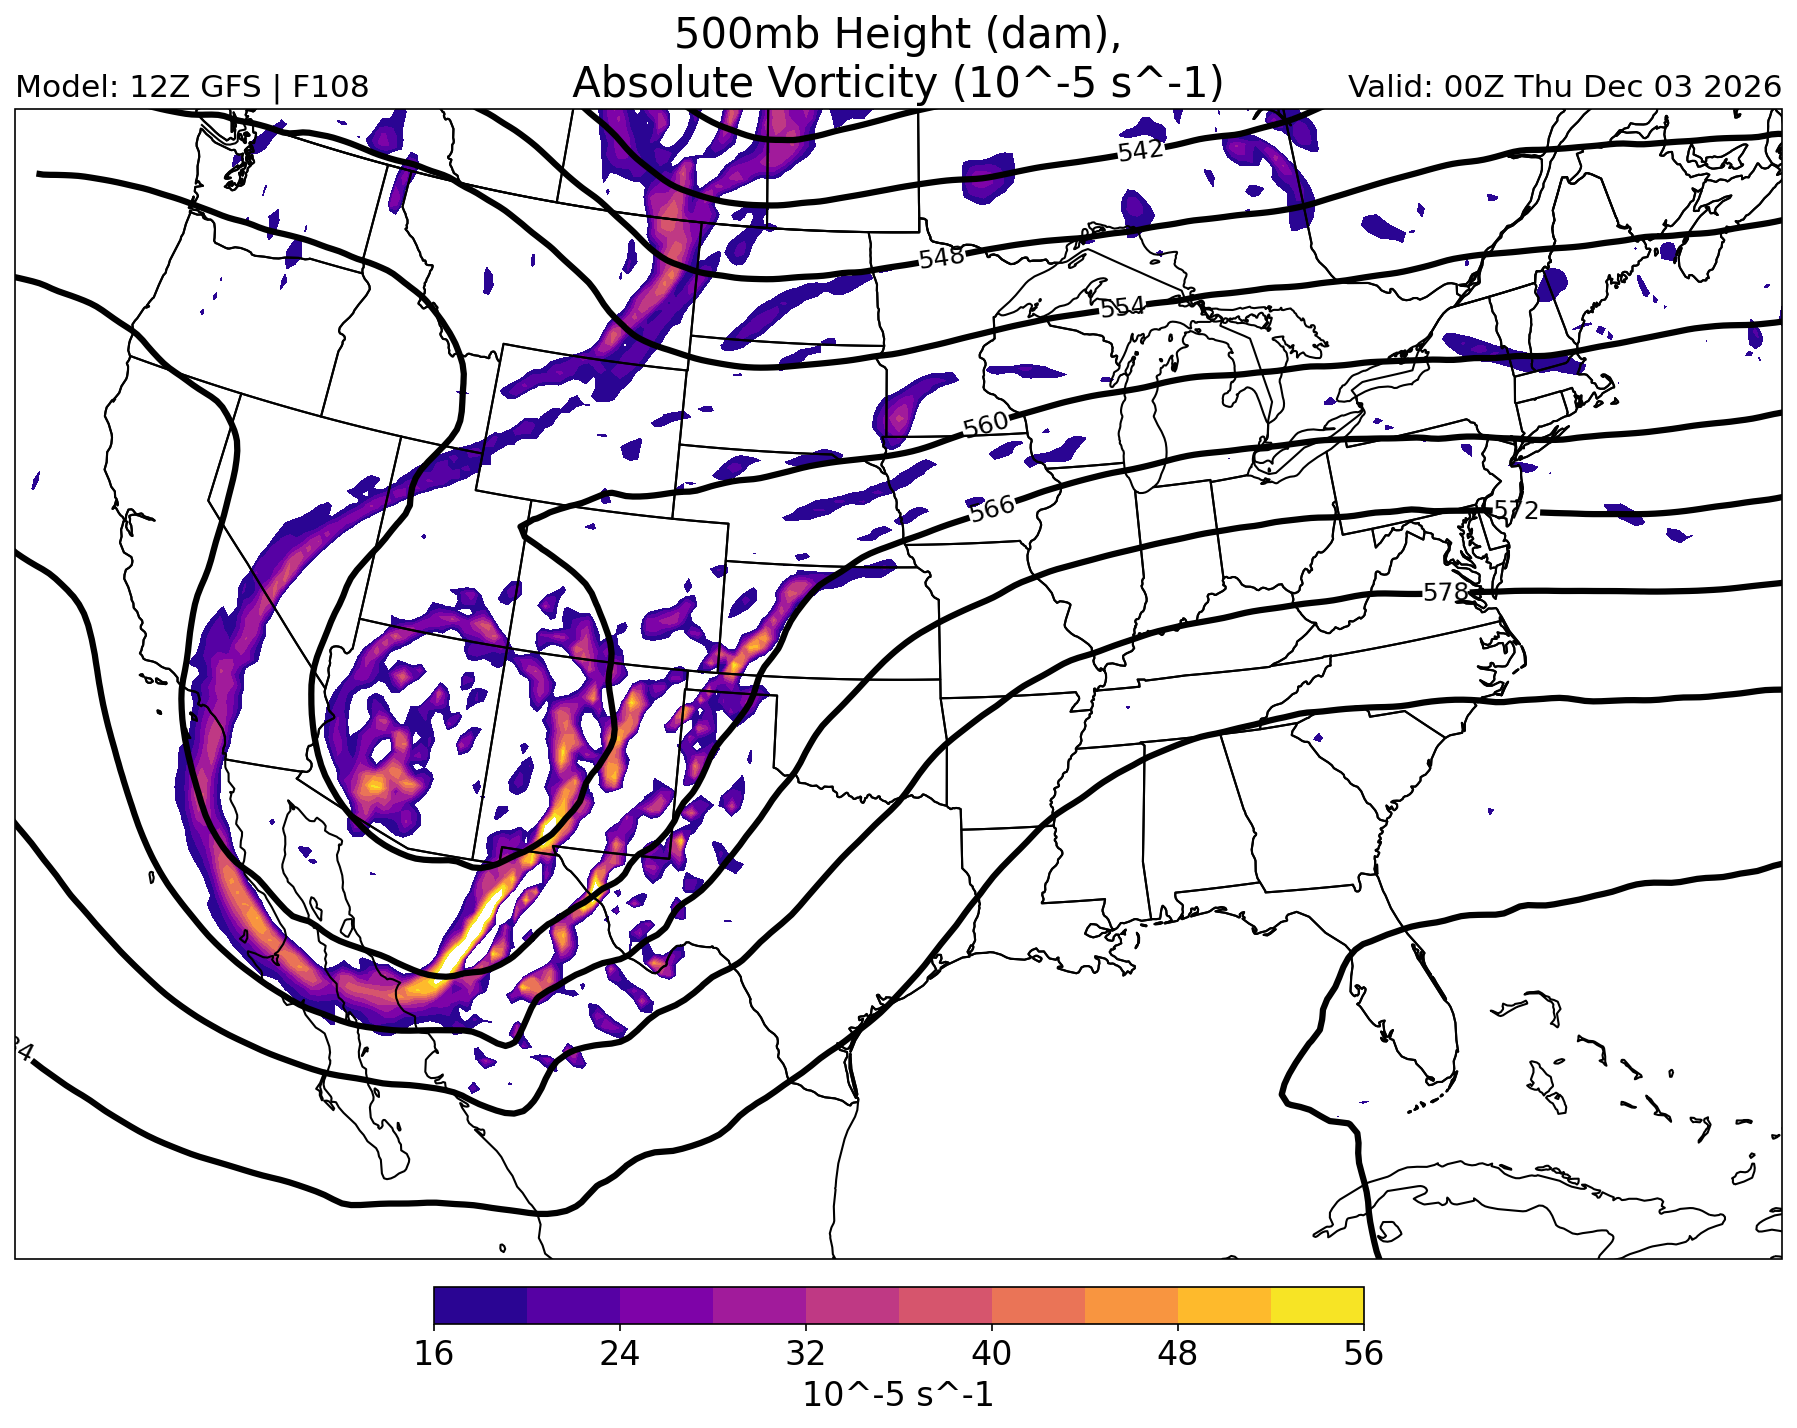 500mb Height (dam),
Absolute Vorticity (10^-5 s^-1)
Model: 12Z GFS | F108
Valid: 00Z Thu Dec 03 2026
542
548
554
560
566
572
578
16 24 32 40 48 56
10^-5 s^-1